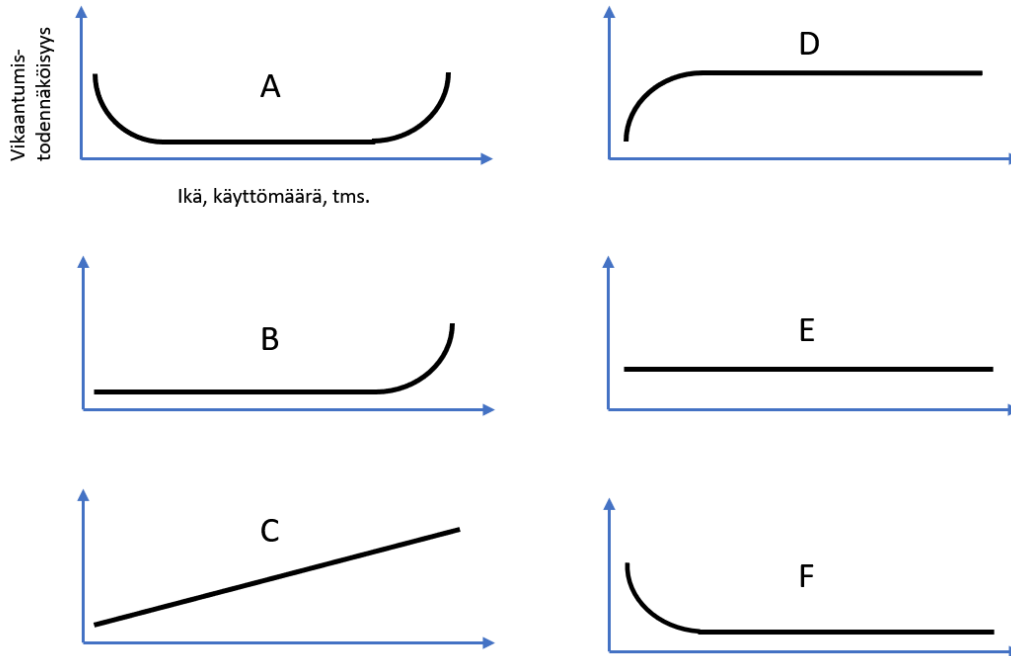 Vikaantumis-
todennäköisyys
A
Ikä, käyttömäärä, tms.
D
B
E
C
F